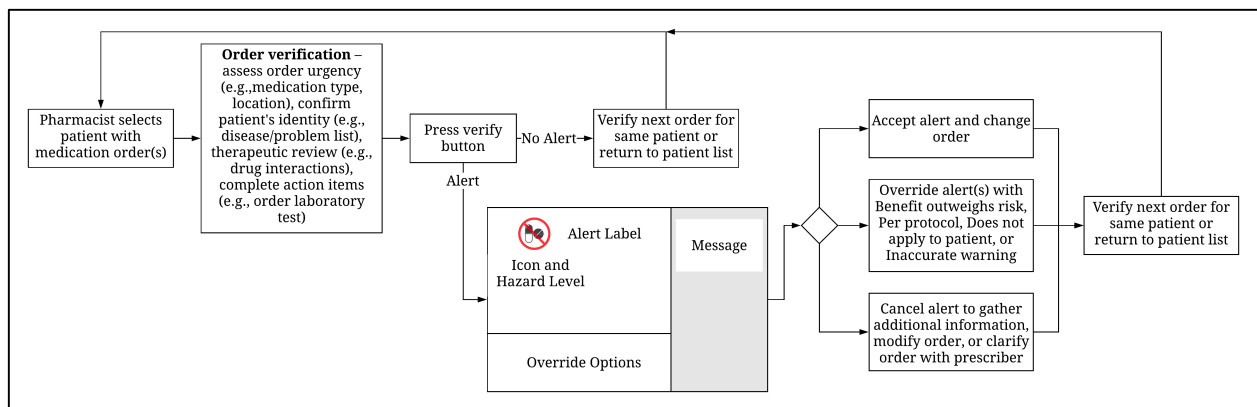 Pharmacist selects
patient with
medication order(s)
Order verification –
assess order urgency
(e.g.,medication type,
location), confirm
patient's identity (e.g.,
disease/problem list),
therapeutic review (e.g.,
drug interactions),
complete action items
(e.g., order laboratory
test)
Press verify
button
No Alert
Alert
Verify next order for
same patient or
return to patient list
Alert Label
Icon and
Hazard Level
Message
Override Options
Accept alert and change
order
Override alert(s) with
Benefit outweighs risk,
Per protocol, Does not
apply to patient, or
Inaccurate warning
Cancel alert to gather
additional information,
modify order, or clarify
order with prescriber
Verify next order for
same patient or
return to patient list